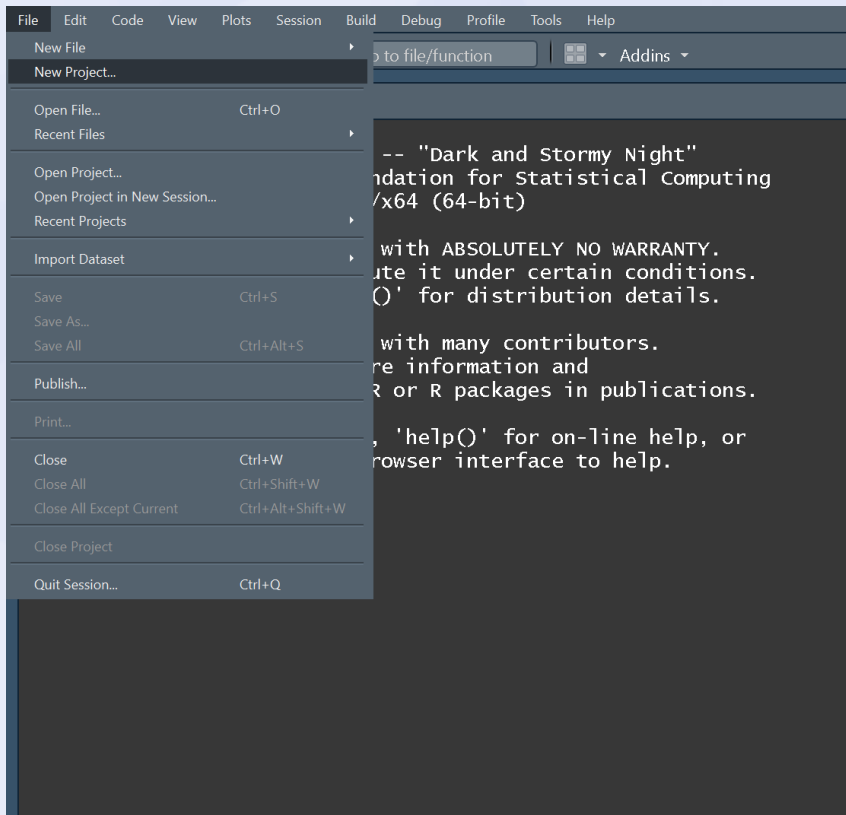 File Edit Code View Plots Session Build Debug Profile Tools Help
to file/function Addins
New File
New Project...
Open File... Ctrl+O
Recent Files
Open Project...
Open Project in New Session...
Recent Projects
Import Dataset
Save Ctrl+S
Save As...
Save All Ctrl+Alt+S
Publish...
Print...
Close Ctrl+W
Close All Ctrl+Shift+W
Close All Except Current Ctrl+Alt+Shift+W
Close Project
Quit Session... Ctrl+Q
-- "Dark and Stormy Night"
ndation for Statistical Computing
/x64 (64-bit)
with ABSOLUTELY NO WARRANTY.
ute it under certain conditions.
()' for distribution details.
with many contributors.
re information and
R or R packages in publications.
, 'help()' for on-line help, or
rowser interface to help.